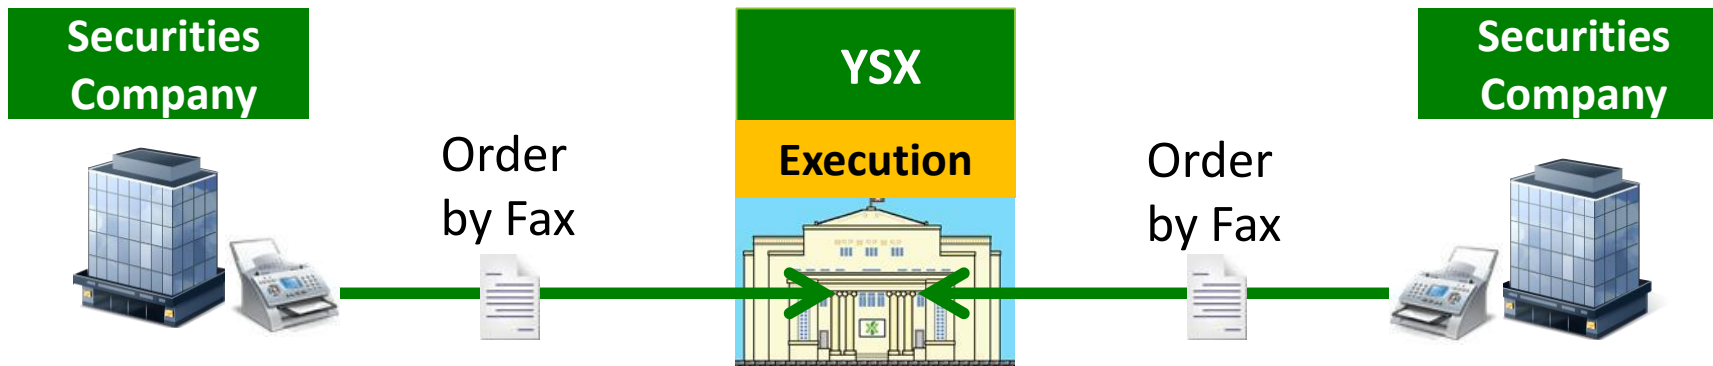 Securities
Company
Order
by Fax
YSX
Execution
Order
by Fax
Securities
Company